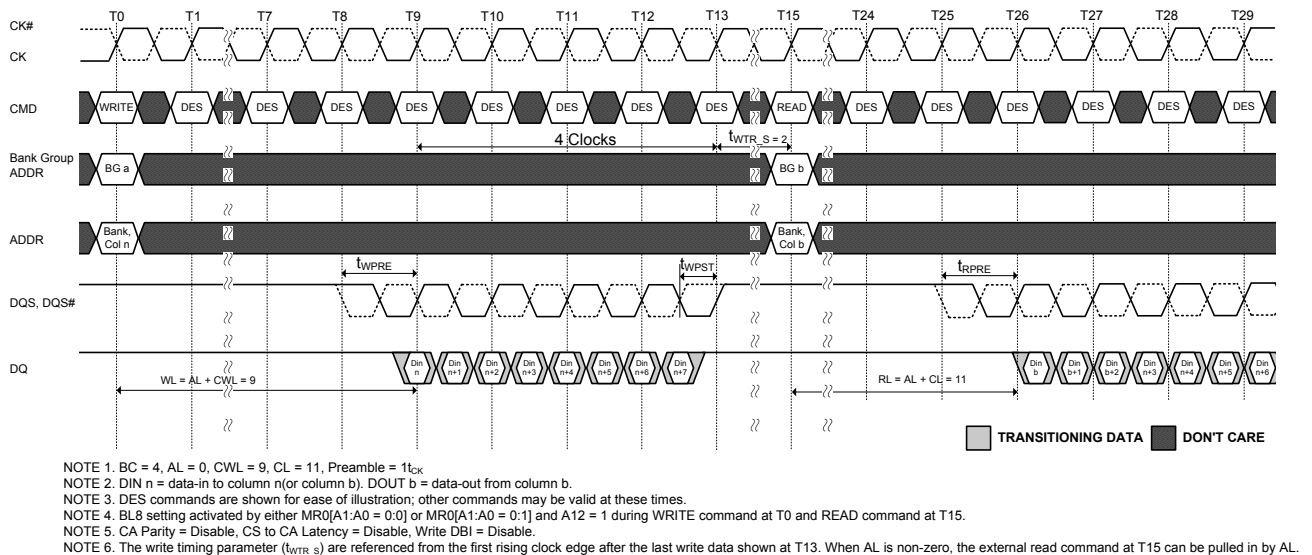 T0 T1 T7 T8 T9 T10 T11 T12 T13 T15 T24 T25 T26 T27 T28 T29
CK#
CK
CMD WRITE DES DES DES DES DES DES DES DES READ DES DES DES DES DES DES
4 Clocks tWTR_S = 2
Bank Group
ADDR
BG a BG b
ADDR
Bank,
Col n
Bank,
Col b
tWPRE tWPST tRPRE
DQS, DQS#
DQ
Din
n
Din
n+1
Din
n+2
Din
n+3
Din
n+4
Din
n+5
Din
n+6
Din
n+7
Din
b
Din
b+1
Din
b+2
Din
n+3
Din
n+4
Din
n+5
Din
n+6
WL = AL + CWL = 9
RL = AL + CL = 11
TRANSITIONING DATA DON'T CARE
NOTE 1. BC = 4, AL = 0, CWL = 9, CL = 11, Preamble = 1tCK
NOTE 2. DIN n = data-in to column n(or column b). DOUT b = data-out from column b.
NOTE 3. DES commands are shown for ease of illustration; other commands may be valid at these times.
NOTE 4. BL8 setting activated by either MR0[A1:A0 = 0:0] or MR0[A1:A0 = 0:1] and A12 = 1 during WRITE command at T0 and READ command at T15.
NOTE 5. CA Parity = Disable, CS to CA Latency = Disable, Write DBI = Disable.
NOTE 6. The write timing parameter (tWTR_S) are referenced from the first rising clock edge after the last write data shown at T13. When AL is non-zero, the external read command at T15 can be pulled in by AL.